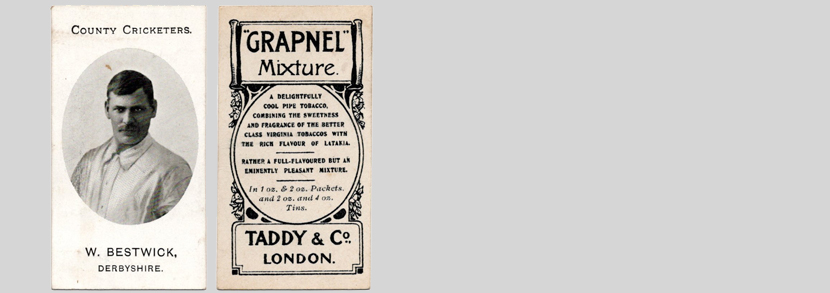 COUNTY CRICKETERS.
W. BESTWICK,
DERBYSHIRE.
"GRAPNEL"
Mixture.
A DELIGHTFULLY
COOL PIPE TOBACCO,
COMBINING THE SWEETNESS
AND FRAGRANCE OF THE BETTER
CLASS VIRGINIA TOBACCOS WITH
THE RICH FLAVOUR OF LATAKIA.
RATHER A FULL-FLAVOURED BUT AN
EMINENTLY PLEASANT MIXTURE.
In 1 oz. & 2 oz. Packets.
and 2 oz. and 4 oz.
Tins.
TADDY & Co.,
LONDON.